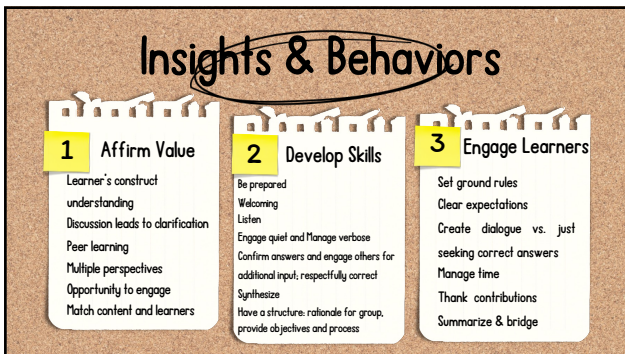 Insights & Behaviors
1 Affirm Value
Learner's construct
understanding
Discussion leads to clarification
Peer learning
Multiple perspectives
Opportunity to engage
Match content and learners
2 Develop Skills
Be prepared
Welcoming
Listen
Engage quiet and Manage verbose
Confirm answers and engage others for
additional input; respectfully correct
Synthesize
Have a structure: rationale for group,
provide objectives and process
3 Engage Learners
Set ground rules
Clear expectations
Create dialogue vs. just
seeking correct answers
Manage time
Thank contributions
Summarize & bridge